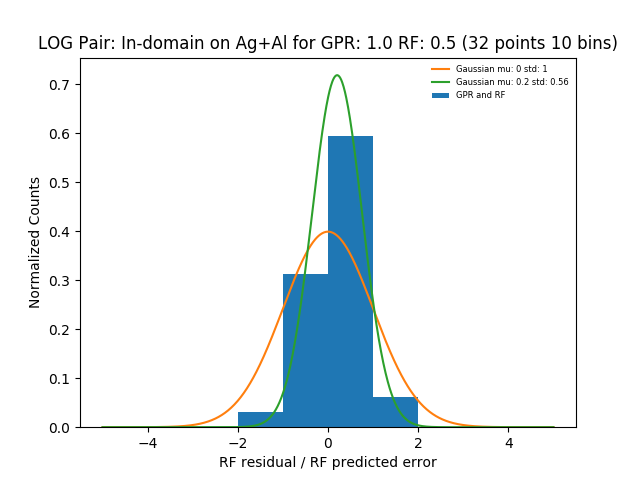 LOG Pair: In-domain on Ag+Al for GPR: 1.0 RF: 0.5 (32 points 10 bins)
Gaussian mu: 0 std: 1
Gaussian mu: 0.2 std: 0.56
GPR and RF
Normalized Counts
0.7
0.6
0.5
0.4
0.3
0.2
0.1
0.0
−4 −2 0 2 4
RF residual / RF predicted error